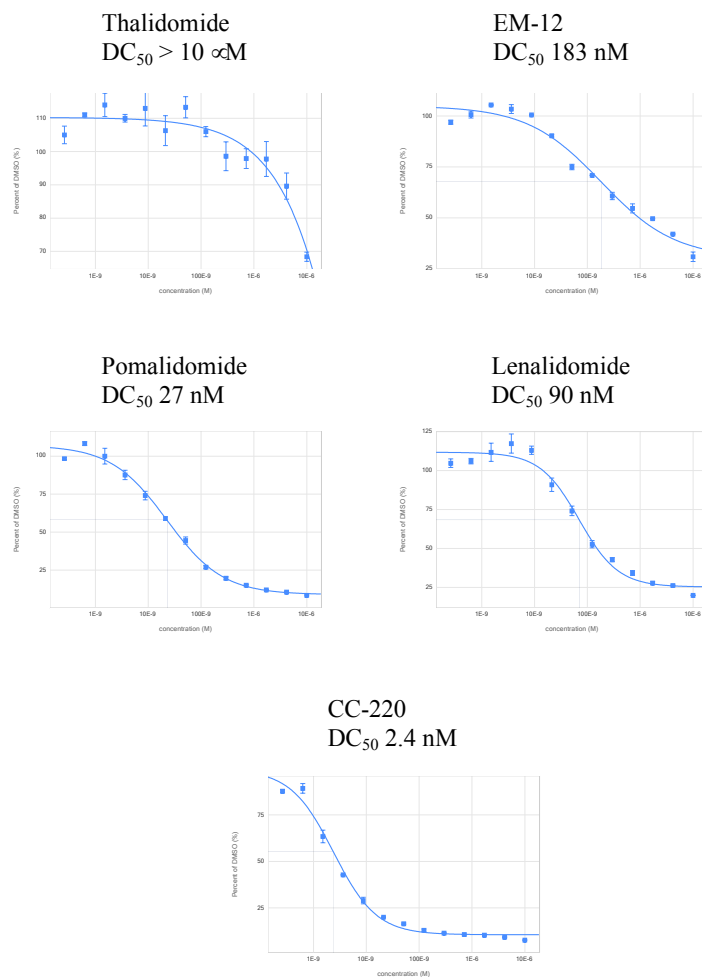 Thalidomide
DC50 > 10 ∝M
EM-12
DC50 183 nM
Percent of DMSO (%)
110
100
90
80
70
1E-9
10E-9
100E-9
1E-6
10E-6
concentration (M)
Percent of DMSO (%)
100
75
50
25
1E-9
10E-9
100E-9
1E-6
10E-6
concentration (M)
Pomalidomide
DC50 27 nM
Lenalidomide
DC50 90 nM
Percent of DMSO (%)
100
75
50
25
1E-9
10E-9
100E-9
1E-6
10E-6
concentration (M)
Percent of DMSO (%)
125
100
75
50
25
1E-9
10E-9
100E-9
1E-6
10E-6
concentration (M)
CC-220
DC50 2.4 nM
Percent of DMSO (%)
75
50
25
1E-9
10E-9
100E-9
1E-6
10E-6
concentration (M)